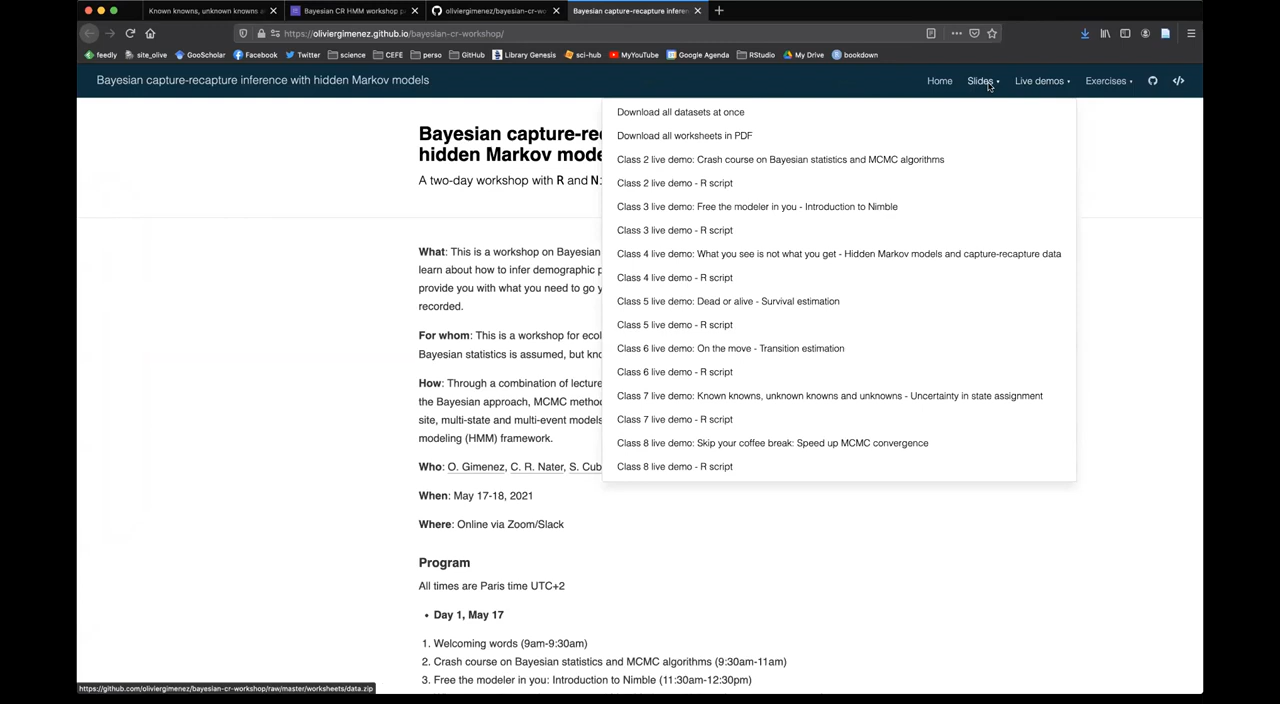 Known knowns, unknown knowns a
Bayesian CR HMM workshop p
oliviergimenez/bayesian-cr-wo
Bayesian capture-recapture inferen
https://oliviergimenez.github.io/bayesian-cr-workshop/
feedly site_olive GooScholar Facebook Twitter science CEFE perso GitHub Library Genesis sci-hub MyYouTube Google Agenda RStudio My Drive bookdown
Bayesian capture-recapture inference with hidden Markov models
Home Slides Live demos Exercises
Download all datasets at once
Download all worksheets in PDF
Class 2 live demo: Crash course on Bayesian statistics and MCMC algorithms
Class 2 live demo - R script
Class 3 live demo: Free the modeler in you - Introduction to Nimble
Class 3 live demo - R script
Class 4 live demo: What you see is not what you get - Hidden Markov models and capture-recapture data
Class 4 live demo - R script
Class 5 live demo: Dead or alive - Survival estimation
Class 5 live demo - R script
Class 6 live demo: On the move - Transition estimation
Class 6 live demo - R script
Class 7 live demo: Known knowns, unknown knowns and unknowns - Uncertainty in state assignment
Class 7 live demo - R script
Class 8 live demo: Skip your coffee break: Speed up MCMC convergence
Class 8 live demo - R script
Bayesian capture-re
hidden Markov mode
A two-day workshop with R and N
What: This is a workshop on Bayesian
learn about how to infer demographic p
provide you with what you need to go y
recorded.
For whom: This is a workshop for ecol
Bayesian statistics is assumed, but kno
How: Through a combination of lecture
the Bayesian approach, MCMC metho
site, multi-state and multi-event models
modeling (HMM) framework.
Who: O. Gimenez, C. R. Nater, S. Cub
When: May 17-18, 2021
Where: Online via Zoom/Slack
Program
All times are Paris time UTC+2
• Day 1, May 17
1. Welcoming words (9am-9:30am)
2. Crash course on Bayesian statistics and MCMC algorithms (9:30am-11am)
3. Free the modeler in you: Introduction to Nimble (11:30am-12:30pm)
https://github.com/oliviergimenez/bayesian-cr-workshop/raw/master/worksheets/data.zip